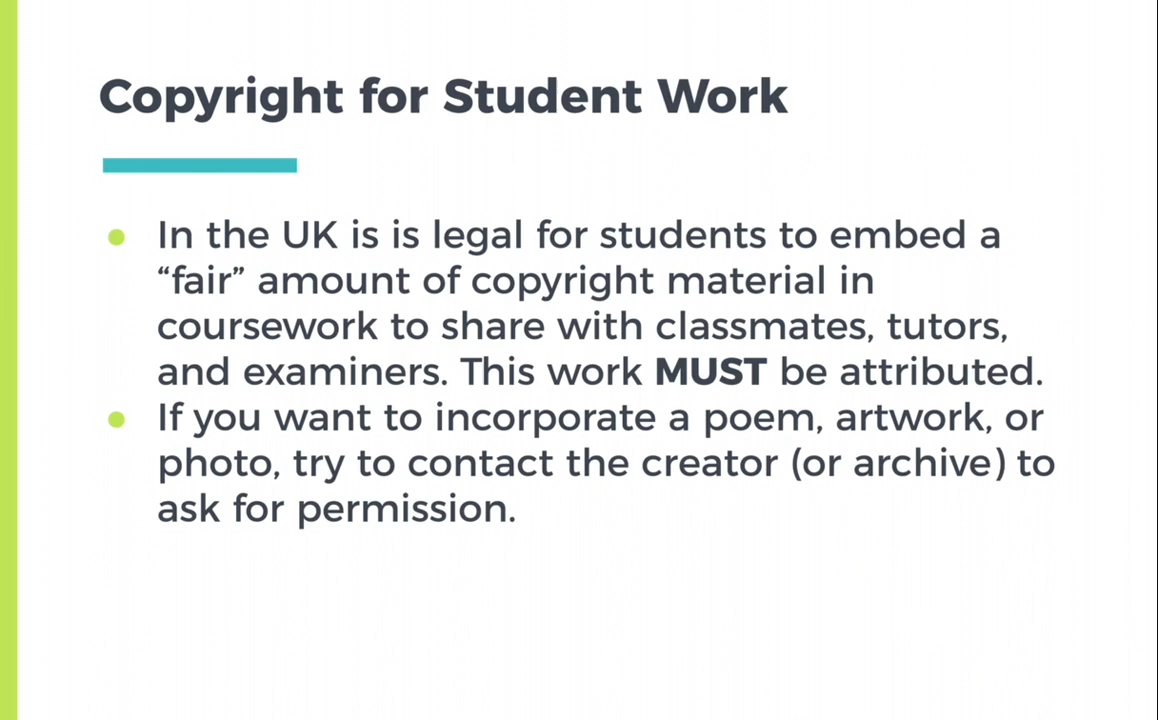 Copyright for Student Work
• In the UK is is legal for students to embed a
“fair” amount of copyright material in
coursework to share with classmates, tutors,
and examiners. This work MUST be attributed.
• If you want to incorporate a poem, artwork, or
photo, try to contact the creator (or archive) to
ask for permission.